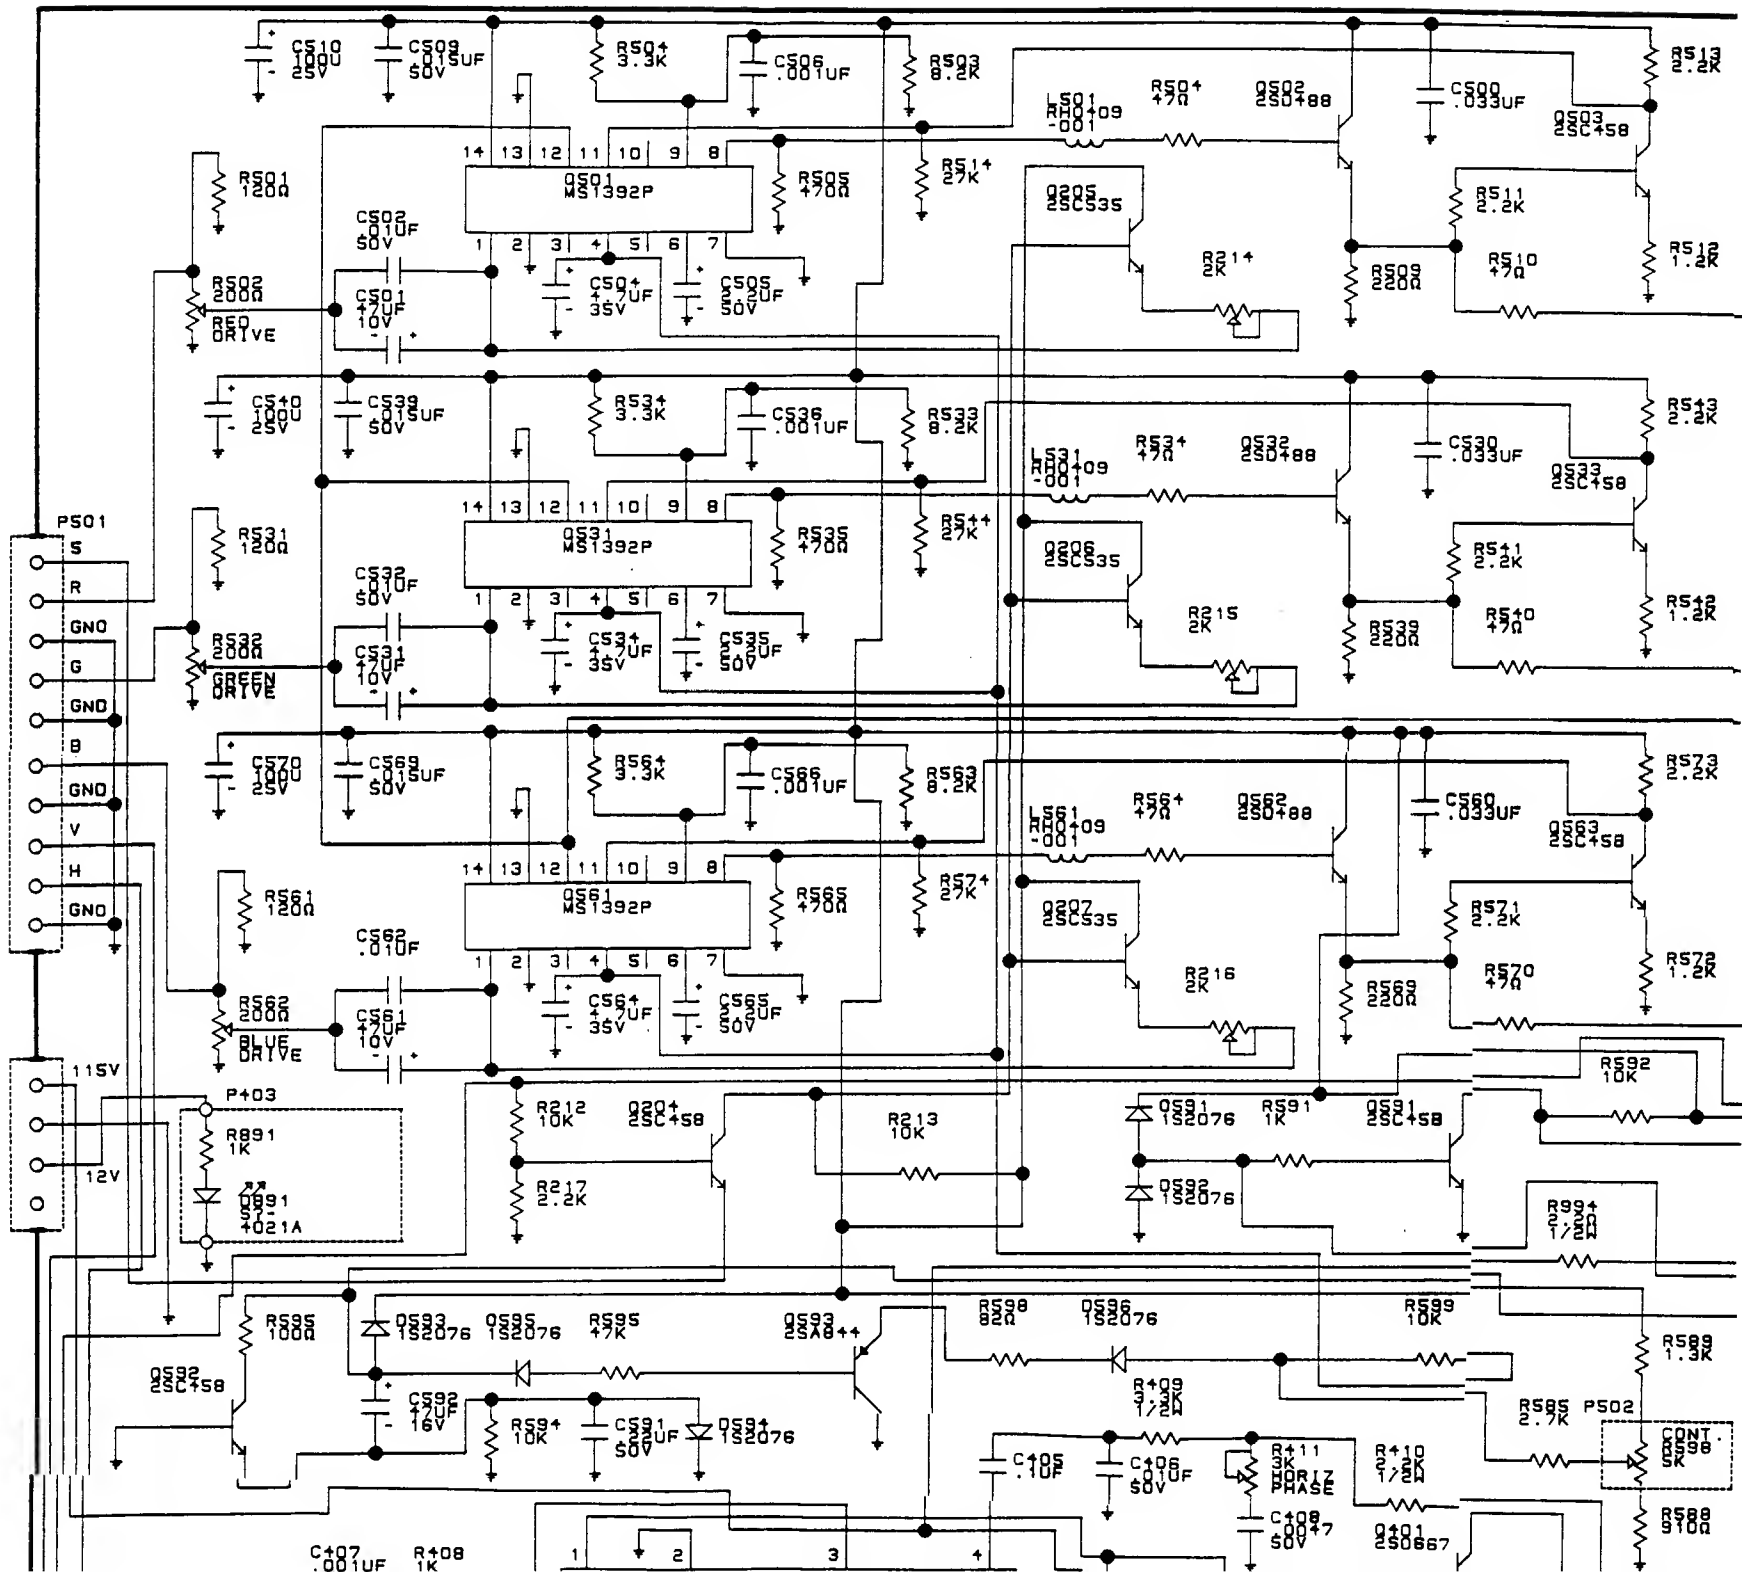 C510
100U
25V
C509
.015UF
50V
R504
3.3K
C506
.001UF
R503
8.2K
L501
RH0409
-001
R504
47Ω
Q502
2SD488
C500
.033UF
R513
2.2K
Q503
2SC458
14 13 12 11 10 9 8
Q501
M51392P
1 2 3 4 5 6 7
R501
120Ω
R505
470Ω
R514
27K
Q205
2SC535
R511
2.2K
C502
.01UF
50V
R502
200Ω
RED
DRIVE
C501
47UF
10V
C504
4.7UF
35V
C505
2.2UF
50V
R214
2K
R509
220Ω
R510
47Ω
R512
1.2K
C540
100U
25V
C539
.015UF
50V
R534
3.3K
C536
.001UF
R533
8.2K
L531
RH0409
-001
R534
47Ω
Q532
2SD488
C530
.033UF
R543
2.2K
Q533
2SC458
14 13 12 11 10 9 8
Q531
M51392P
1 2 3 4 5 6 7
P501
S
R
GND
G
GND
B
GND
V
H
GND
R531
120Ω
R535
470Ω
R544
27K
Q206
2SC535
R541
2.2K
C532
.01UF
50V
R532
200Ω
GREEN
DRIVE
C531
47UF
10V
C534
4.7UF
35V
C535
2.2UF
50V
R215
2K
R539
220Ω
R540
47Ω
R542
1.2K
C570
100U
25V
C569
.015UF
50V
R564
3.3K
C566
.001UF
R563
8.2K
L561
RH0409
-001
R564
47Ω
Q562
2SD488
C560
.033UF
R573
2.2K
Q563
2SC458
14 13 12 11 10 9 8
Q561
M51392P
1 2 3 4 5 6 7
R561
120Ω
R565
470Ω
R574
27K
Q207
2SC535
R571
2.2K
C562
.01UF
R562
200Ω
BLUE
DRIVE
C561
47UF
10V
C564
4.7UF
35V
C565
2.2UF
50V
R216
2K
R569
220Ω
R570
47Ω
R572
1.2K
115V
12V
P403
R891
1K
D891
4021A
R212
10K
Q204
2SC458
R217
2.2K
R213
10K
D591
1S2076
R591
1K
Q591
2SC458
R592
10K
D592
1S2076
R994
2.2Ω
1/2W
R595
100Ω
D593
1S2076
D595
1S2076
R595
47K
Q593
2SA844
R598
82Ω
D596
1S2076
R599
10K
R589
1.3K
Q592
2SC458
C592
47UF
16V
R594
10K
C591
.22UF
50V
D594
1S2076
R409
3.3K
1/2W
R585
2.7K
P502
CONT.
R598
5K
C405
.1UF
C406
.01UF
50V
R411
3K
HORIZ
PHASE
R410
2.2K
1/2W
R588
910Ω
C408
.0047
50V
Q401
2SD667
C407
.001UF
R408
1K
1 2 3 4